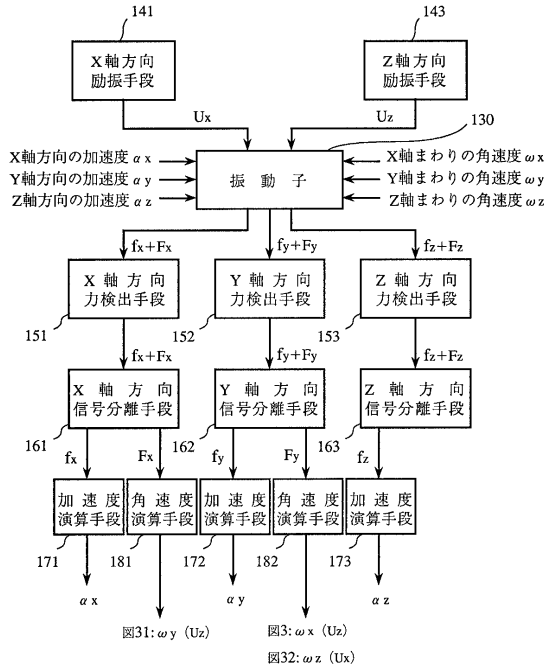 141
143
X軸方向
励振手段
Z軸方向
励振手段
Ux
Uz
130
X軸方向の加速度 αx
Y軸方向の加速度 αy
Z軸方向の加速度 αz
振動子
X軸まわりの角速度 ωx
Y軸まわりの角速度 ωy
Z軸まわりの角速度 ωz
fx+Fx
fy+Fy
fz+Fz
X軸方向
力検出手段
Y軸方向
力検出手段
Z軸方向
力検出手段
151
152
153
fx+Fx
fy+Fy
fz+Fz
X軸方向
信号分離手段
Y軸方向
信号分離手段
Z軸方向
信号分離手段
161
162
163
fx
Fx
fy
Fy
fz
加速度
演算手段
角速度
演算手段
加速度
演算手段
角速度
演算手段
加速度
演算手段
171
181
172
182
173
αx
αy
αz
図31: ωy (Uz)
図3: ωx (Uz)
図32: ωz (Ux)